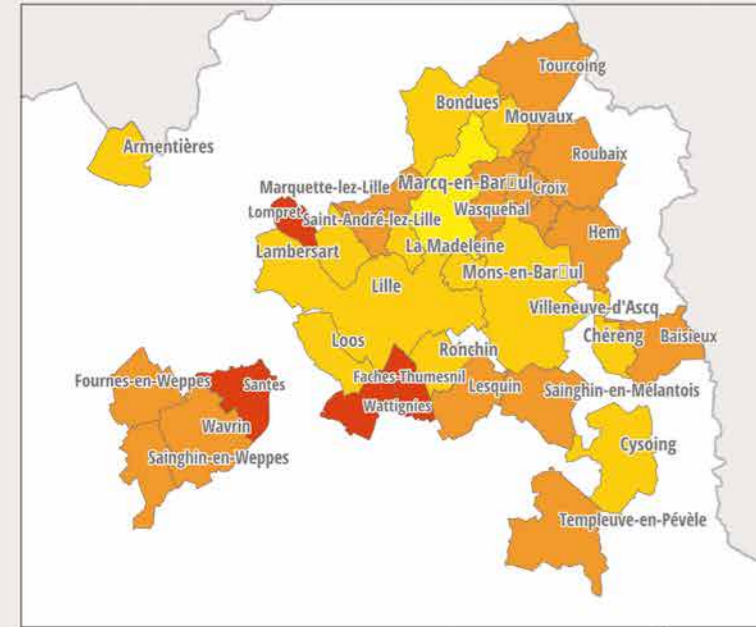 Tourcoing
Bondues
Mouvaux
Armentières
Roubaix
Marquette-lez-Lille
Marcq-en-Bar▯ul
Croix
Lompret
Saint-André-lez-Lille
Wasquehal
Hem
Lambersart
La Madeleine
Mons-en-Bar▯ul
Lille
Villeneuve-d'Ascq
Chéreng
Baisieux
Loos
Ronchin
Fournes-en-Weppes
Santes
Faches-Thumesnil
Lesquin
Sainghin-en-Mélantois
Wattignies
Wavrin
Cysoing
Sainghin-en-Weppes
Templeuve-en-Pévèle